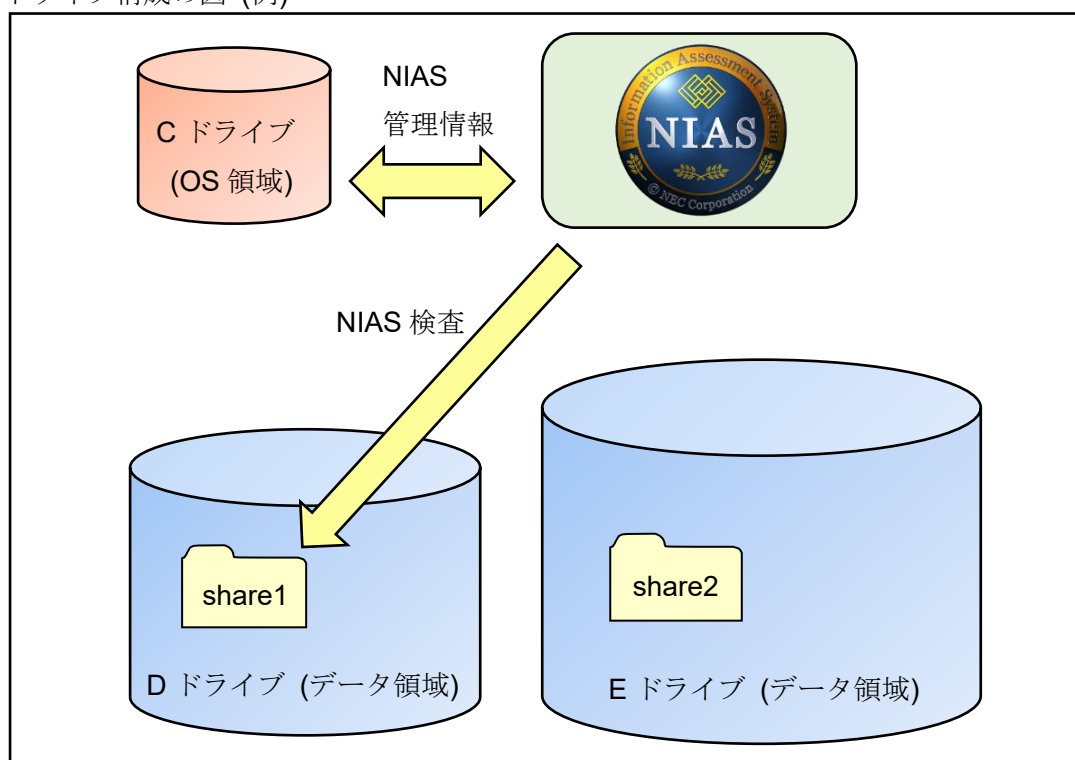 ドライブ構成の図 (例)
C ドライブ
(OS 領域)
NIAS
管理情報
Information Assessment System
NIAS
© NEC Corporation
NIAS 検査
share1
share2
D ドライブ (データ領域)
E ドライブ (データ領域)